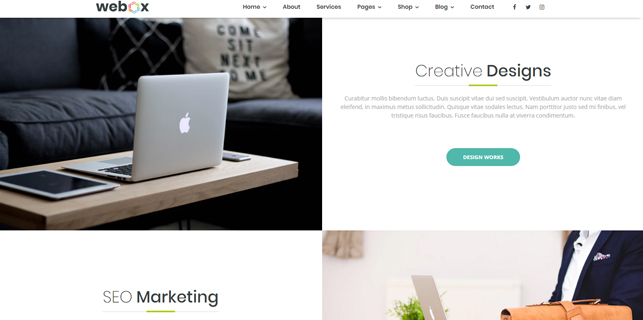 webox
Home About Services Pages Shop Blog Contact
COME
SIT
NEXT
TO ME
Creative Designs
Curabitur mollis bibendum luctus. Duis suscipit vitae dui sed suscipit. Vestibulum auctor nunc vitae diam
eleifend, in maximus metus sollicitudin. Quisque vitae sodales lectus. Nam porttitor justo sed mi finibus, vel
tristique risus faucibus. Fusce faucibus nulla at viverra condimentum.
DESIGN WORKS
SEO Marketing